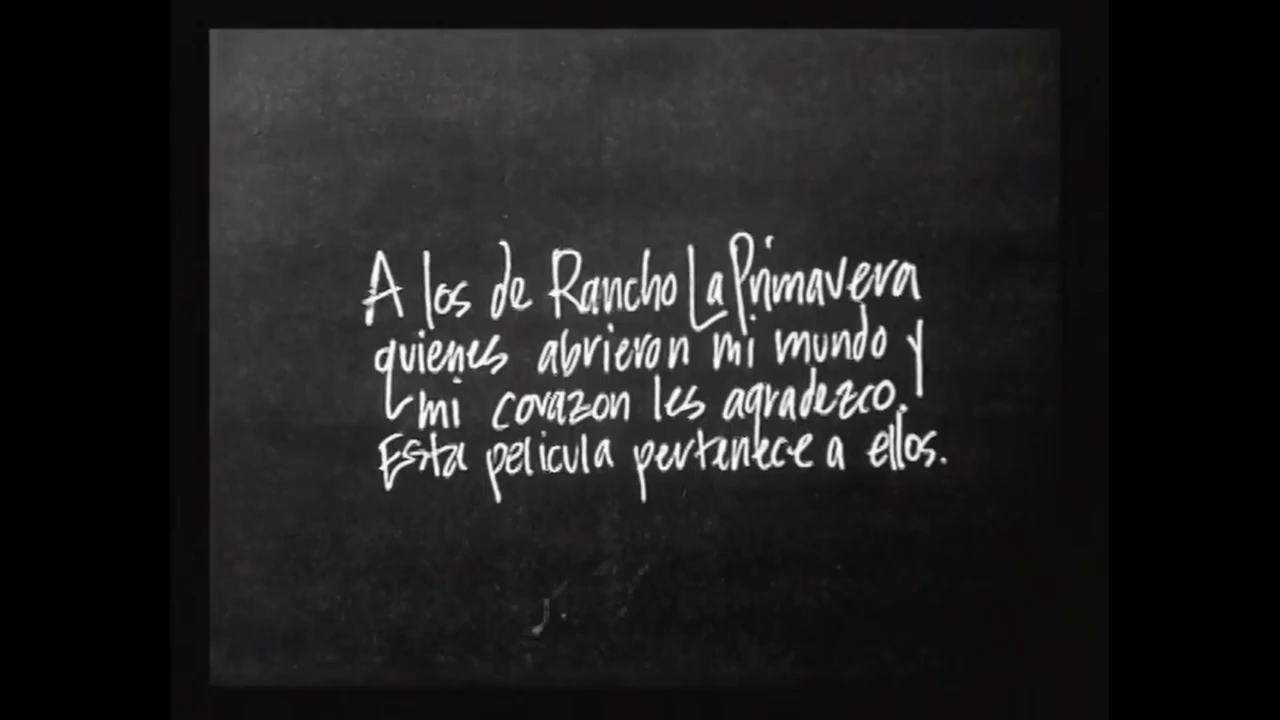 A los de Rancho La Primavera
quienes abrieron mi mundo y
mi corazon les agradezco.
Esta pelicula pertenece a ellos.